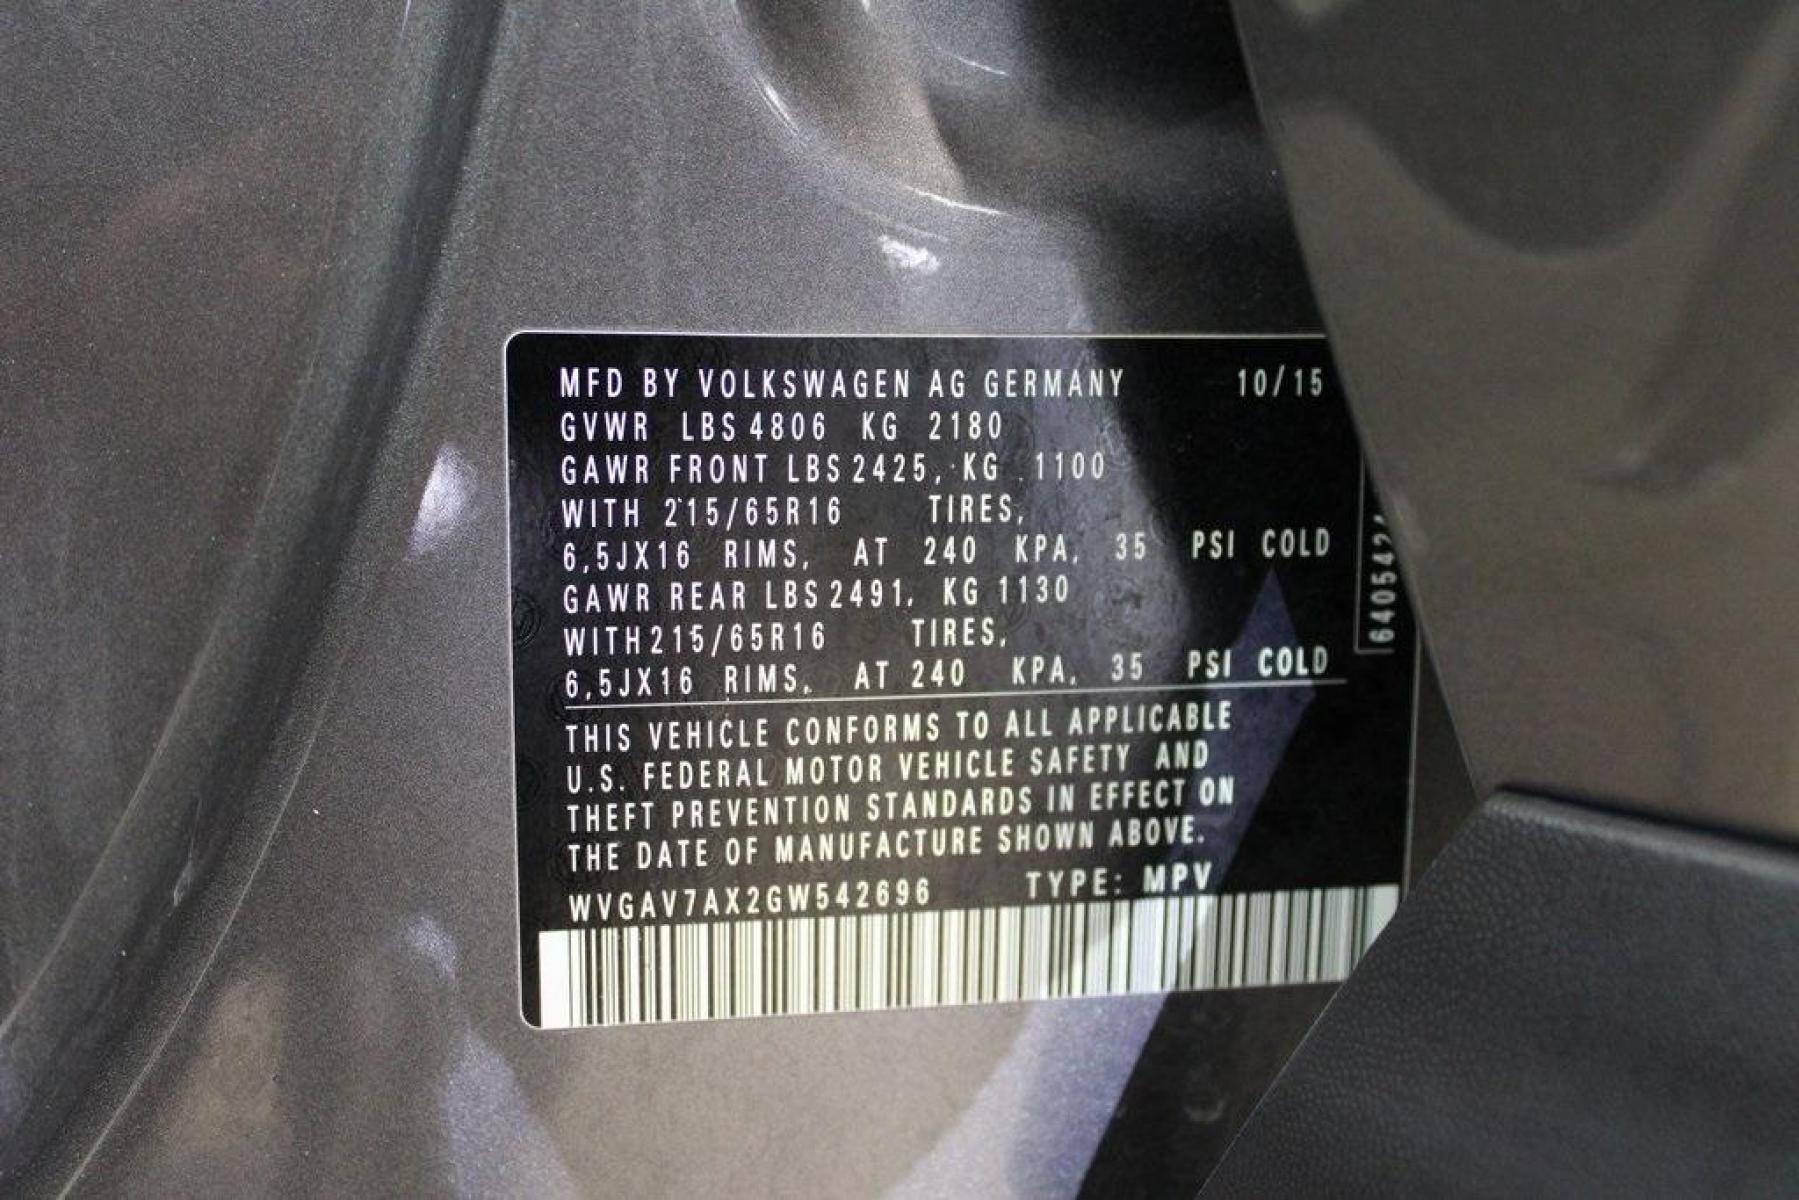 MFD BY VOLKSWAGEN AG GERMANY 10/15
GVWR LBS 4806 KG 2180
GAWR FRONT LBS 2425, KG 1100
WITH 215/65R16 TIRES,
6,5JX16 RIMS, AT 240 KPA, 35 PSI COLD
GAWR REAR LBS 2491, KG 1130
WITH 215/65R16 TIRES,
6,5JX16 RIMS, AT 240 KPA, 35 PSI COLD
THIS VEHICLE CONFORMS TO ALL APPLICABLE
U.S. FEDERAL MOTOR VEHICLE SAFETY AND
THEFT PREVENTION STANDARDS IN EFFECT ON
THE DATE OF MANUFACTURE SHOWN ABOVE.
WVGAV7AX2GW542696 TYPE: MPV